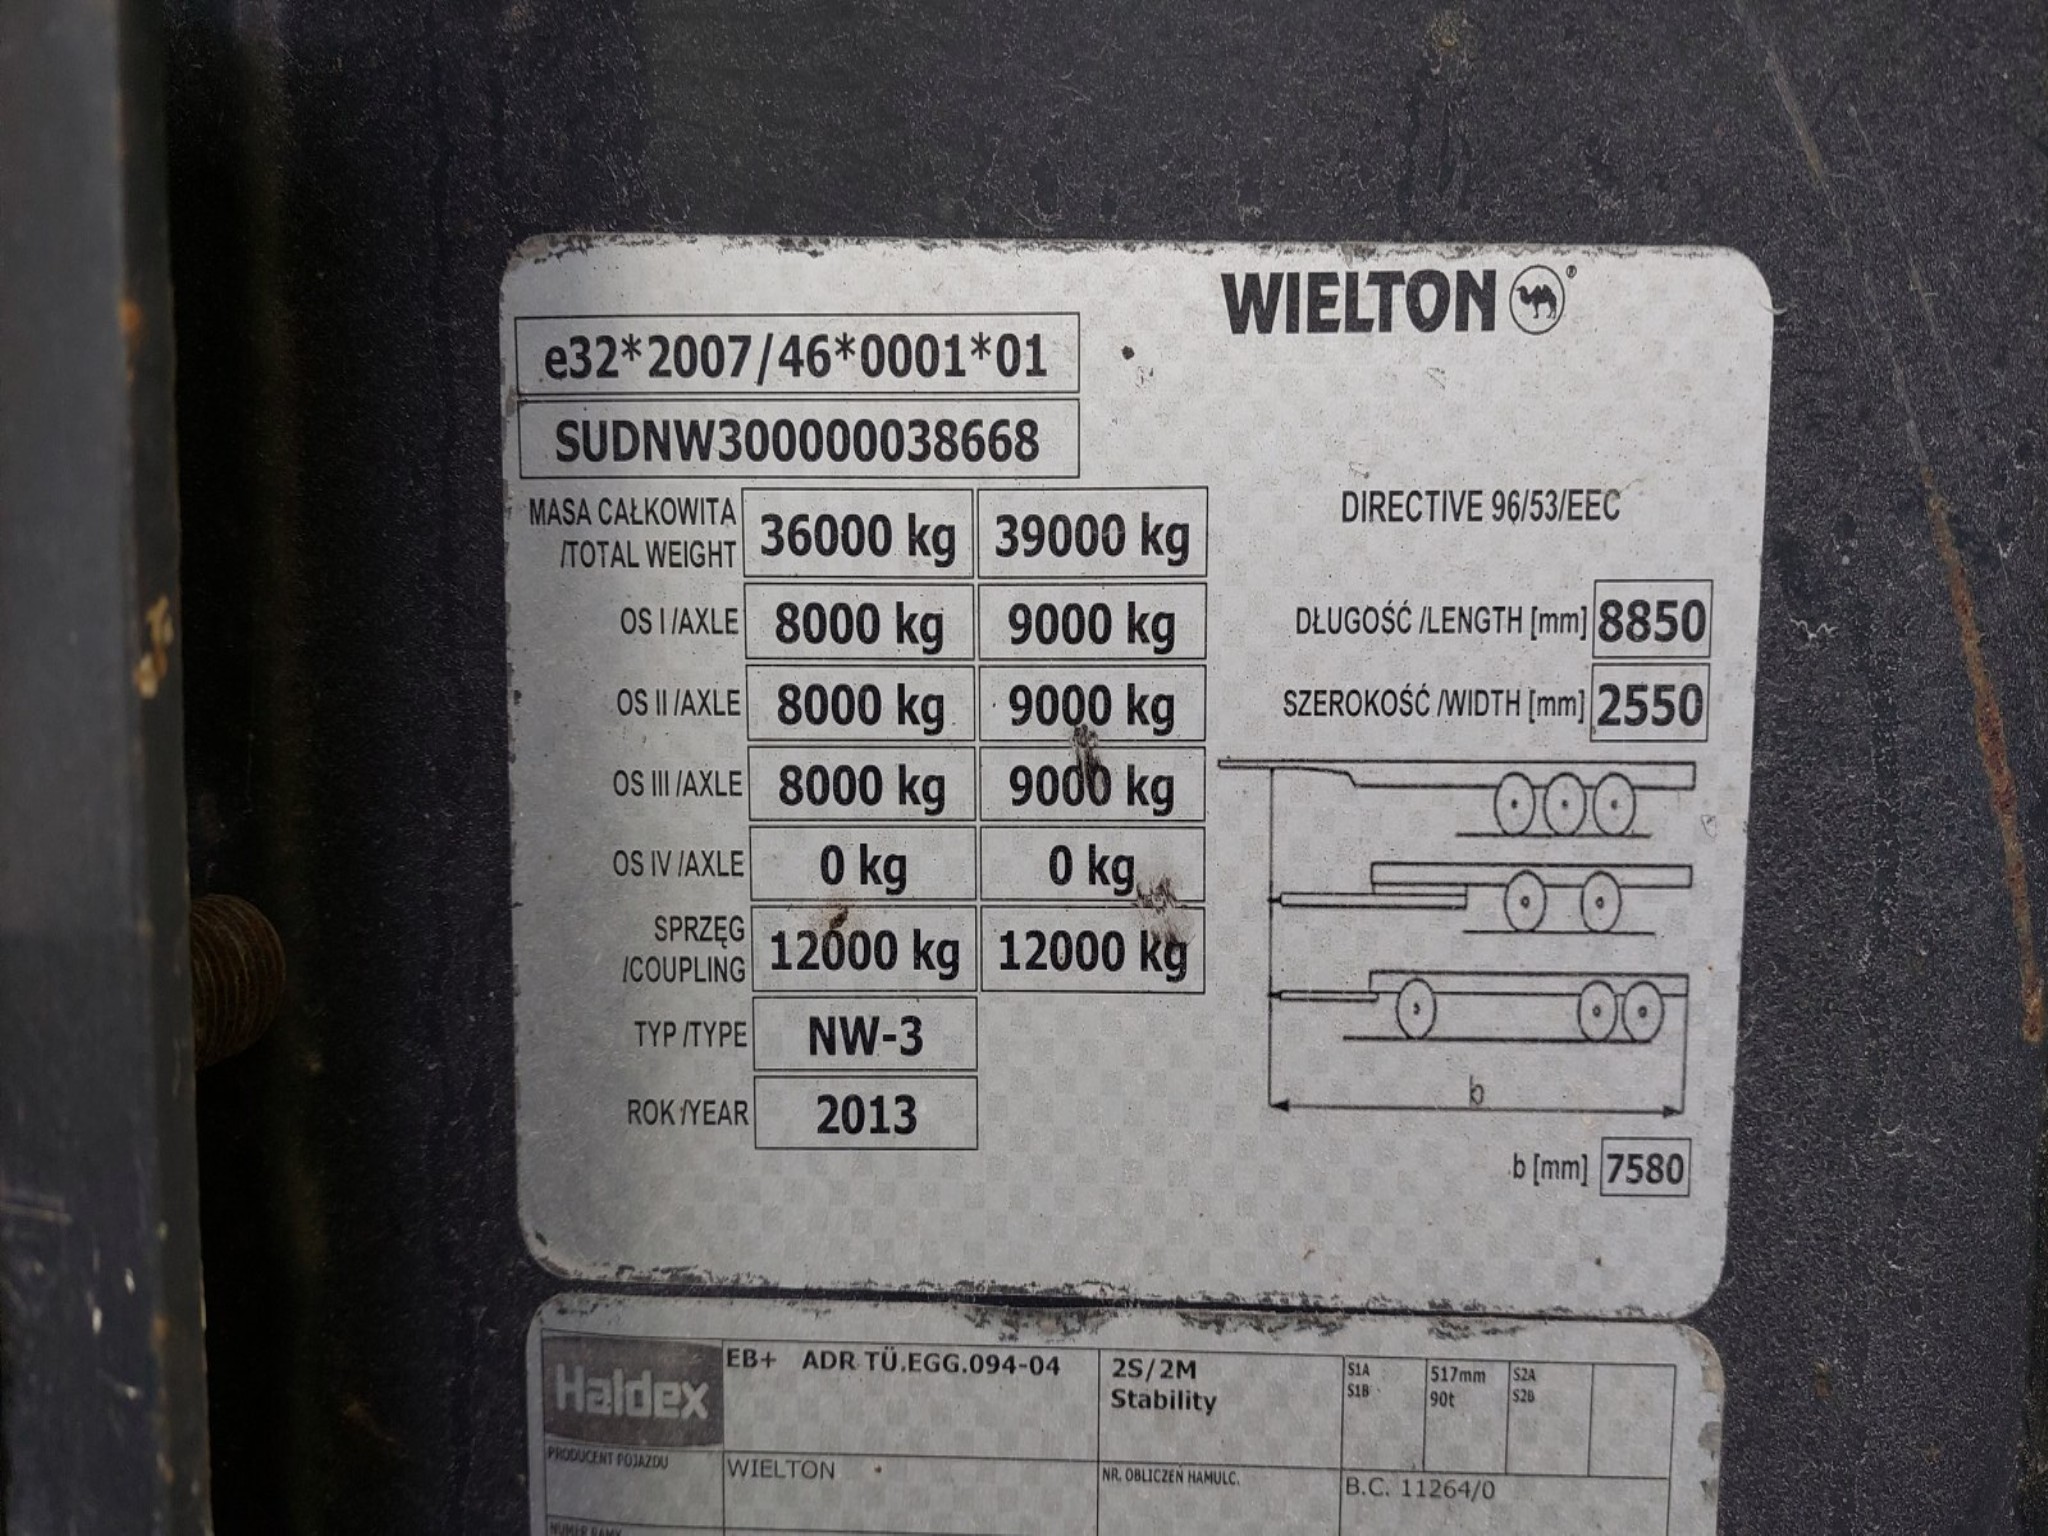 WIELTON ®
e32*2007/46*0001*01
SUDNW300000038668
MASA CAŁKOWITA
/TOTAL WEIGHT
36000 kg 39000 kg
OS I /AXLE 8000 kg 9000 kg
OS II /AXLE 8000 kg 9000 kg
OS III /AXLE 8000 kg 9000 kg
OS IV /AXLE 0 kg 0 kg
SPRZĘG
/COUPLING
12000 kg 12000 kg
TYP /TYPE NW-3
ROK /YEAR 2013
DIRECTIVE 96/53/EEC
DŁUGOŚĆ /LENGTH [mm] 8850
SZEROKOŚĆ /WIDTH [mm] 2550
b
b [mm] 7580
Haldex
EB+ ADR TÜ.EGG.094-04
2S/2M
Stability
S1A
S1B
517mm
90t
S2A
S2B
PRODUCENT POJAZDU WIELTON
NR. OBLICZEŃ HAMULC. B.C. 11264/0
NUMER RAMY